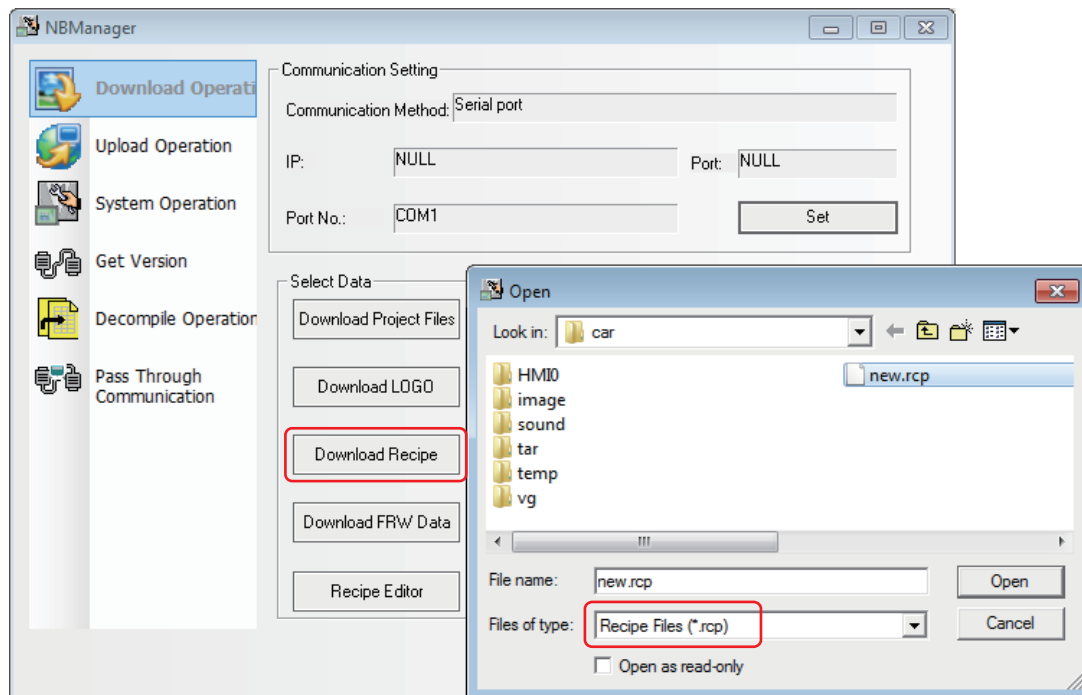 NBManager
Download Operati
Upload Operation
System Operation
Get Version
Decompile Operation
Pass Through
Communication
Communication Setting
Communication Method: Serial port
IP: NULL Port: NULL
Port No.: COM1 Set
Select Data
Download Project Files
Download LOGO
Download Recipe
Download FRW Data
Recipe Editor
Open
Look in: car
HMI0
image
sound
tar
temp
vg
new.rcp
File name: new.rcp Open
Files of type: Recipe Files (*.rcp) Cancel
Open as read-only